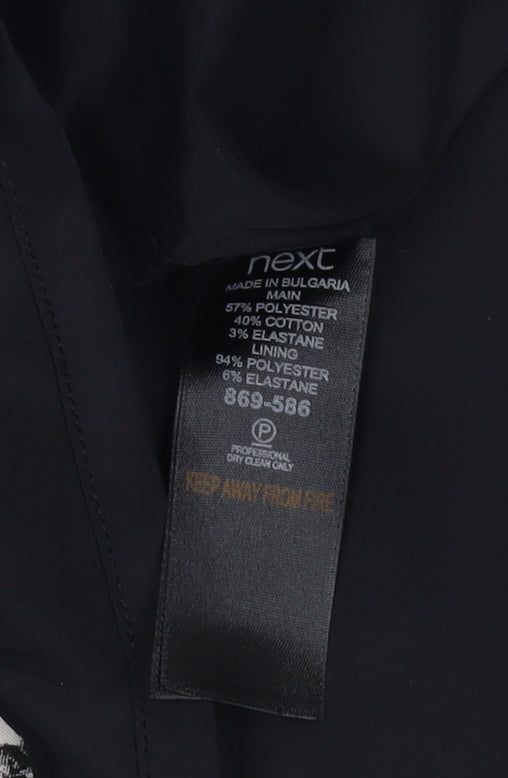 next
MADE IN BULGARIA
MAIN
57% POLYESTER
40% COTTON
3% ELASTANE
LINING
94% POLYESTER
6% ELASTANE
869-586
P
PROFESSIONAL
DRY CLEAN ONLY
KEEP AWAY FROM FIRE